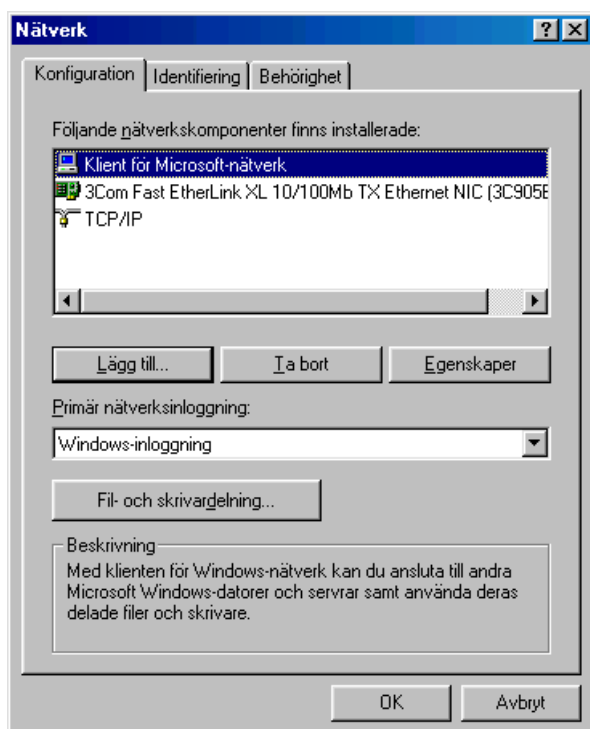 Nätverk
Konfiguration Identifiering Behörighet
Följande nätverkskomponenter finns installerade:
Klient för Microsoft-nätverk
3Com Fast EtherLink XL 10/100Mb TX Ethernet NIC (3C905B
TCP/IP
Lägg till... Ta bort Egenskaper
Primär nätverksinloggning:
Windows-inloggning
Fil- och skrivardelning...
Beskrivning
Med klienten för Windows-nätverk kan du ansluta till andra
Microsoft Windows-datorer och servrar samt använda deras
delade filer och skrivare.
OK Avbryt